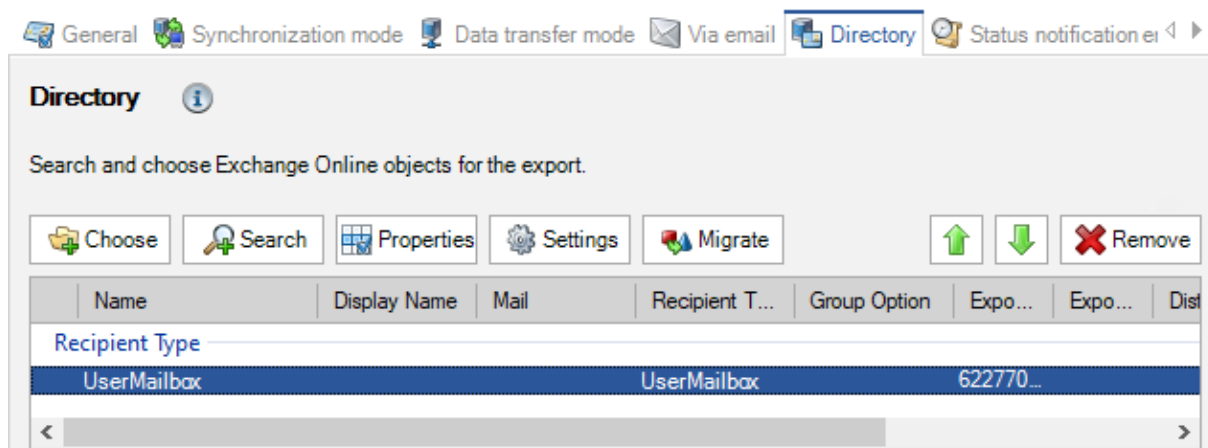 General Synchronization mode Data transfer mode Via email Directory Status notification er
Directory
Search and choose Exchange Online objects for the export.
Choose Search Properties Settings Migrate Remove
Name Display Name Mail Recipient T... Group Option Expo... Expo... Dist
Recipient Type
UserMailbox UserMailbox 622770...